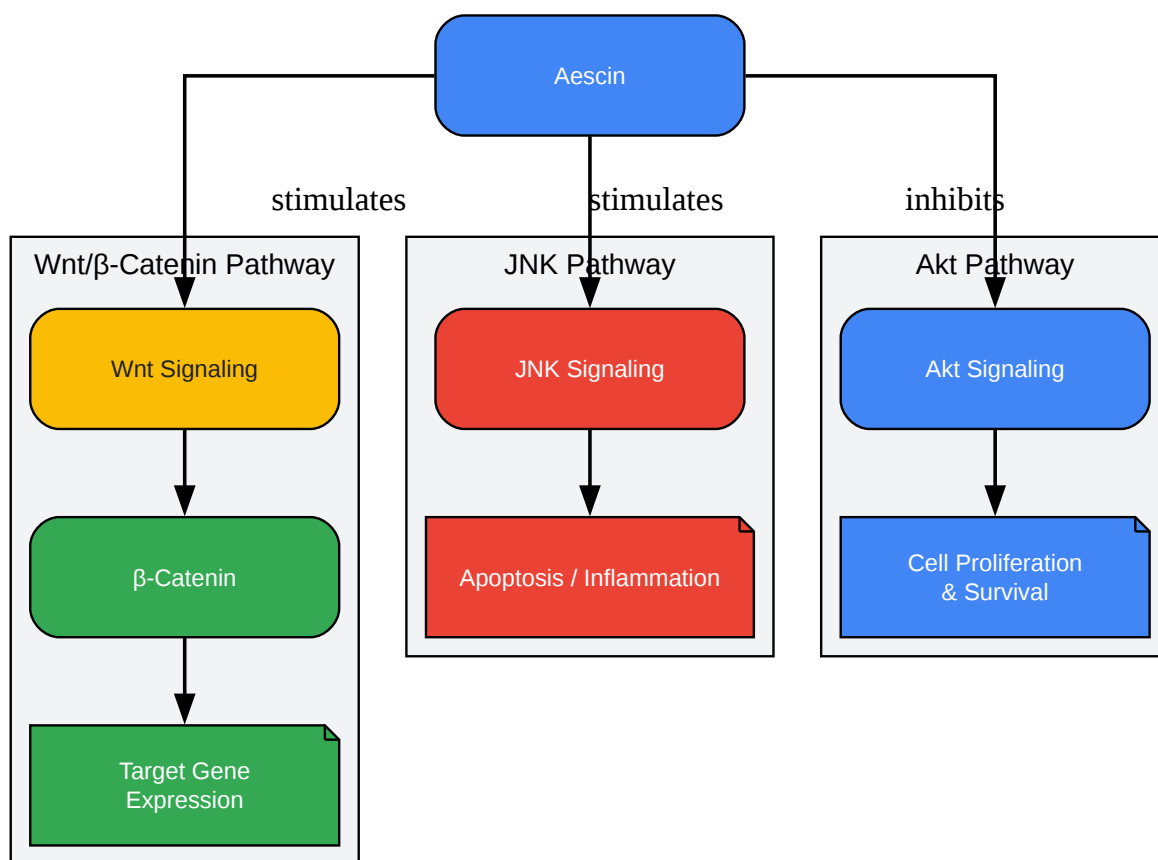 Aescin
stimulates
stimulates
inhibits
Wnt/β-Catenin Pathway
JNK Pathway
Akt Pathway
Wnt Signaling
JNK Signaling
Akt Signaling
β-Catenin
Apoptosis / Inflammation
Cell Proliferation
& Survival
Target Gene
Expression